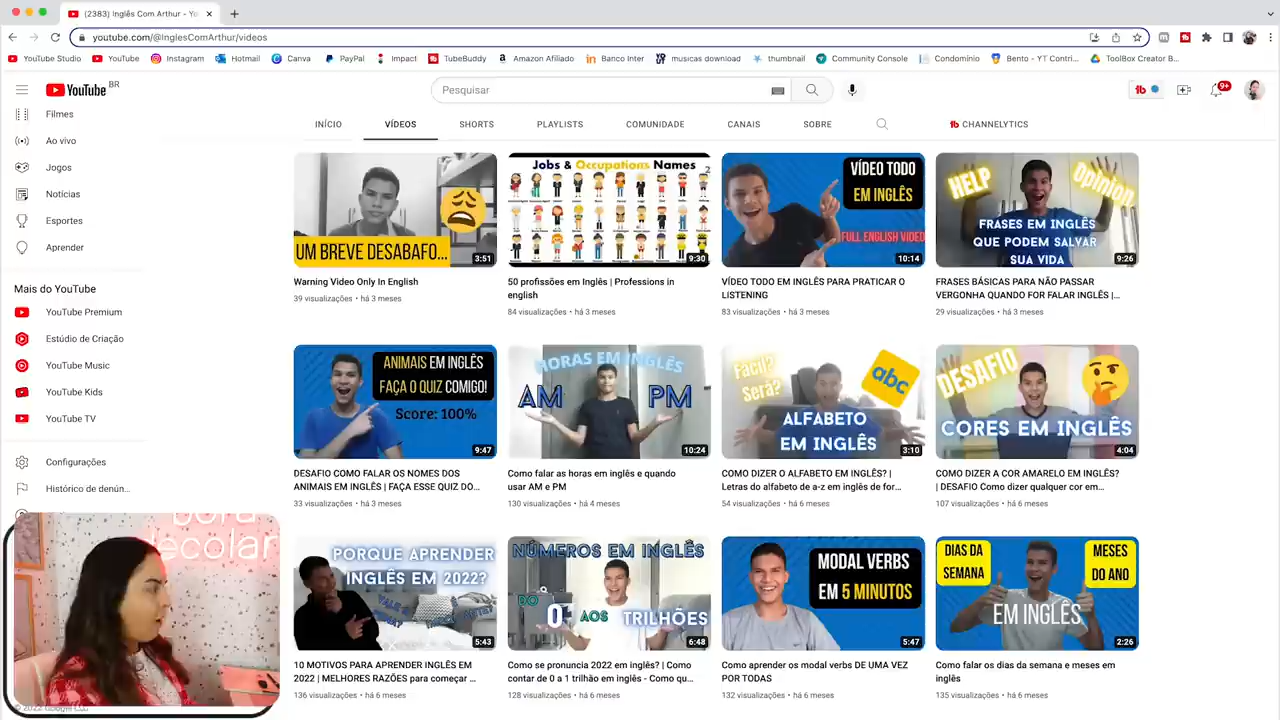 (2383) Inglês Com Arthur - Yo
youtube.com/@InglesComArthur/videos
YouTube Studio
YouTube
Instagram
Hotmail
Canva
PayPal
Impact
TubeBuddy
Amazon Afiliado
Banco Inter
musicas download
thumbnail
Community Console
Condomínio
Bento - YT Contri...
ToolBox Creator B...
YouTube BR
Pesquisar
9+
Filmes
Ao vivo
Jogos
Notícias
Esportes
Aprender
Mais do YouTube
YouTube Premium
Estúdio de Criação
YouTube Music
YouTube Kids
YouTube TV
Configurações
Histórico de denún...
INÍCIO
VÍDEOS
SHORTS
PLAYLISTS
COMUNIDADE
CANAIS
SOBRE
CHANNELYTICS
UM BREVE DESABAFO...
3:51
Warning Video Only In English
39 visualizações • há 3 meses
Jobs & Occupations Names
2
9:30
50 profissões em Inglês | Professions in
english
84 visualizações • há 3 meses
VÍDEO TODO
EM INGLÊS
FULL ENGLISH VIDEO
10:14
VÍDEO TODO EM INGLÊS PARA PRATICAR O
LISTENING
83 visualizações • há 3 meses
HELP
Opinion
FRASES EM INGLÊS
QUE PODEM SALVAR
SUA VIDA
9:26
FRASES BÁSICAS PARA NÃO PASSAR
VERGONHA QUANDO FOR FALAR INGLÊS |...
29 visualizações • há 3 meses
ANIMAIS EM INGLÊS
FAÇA O QUIZ COMIGO!
Score: 100%
9:47
DESAFIO COMO FALAR OS NOMES DOS
ANIMAIS EM INGLÊS | FAÇA ESSE QUIZ DO...
33 visualizações • há 3 meses
HORAS EM INGLÊS
AM
PM
10:24
Como falar as horas em inglês e quando
usar AM e PM
130 visualizações • há 4 meses
Fácil?
Será?
abc
ALFABETO
EM INGLÊS
3:10
COMO DIZER O ALFABETO EM INGLÊS? |
Letras do alfabeto de a-z em inglês de for...
54 visualizações • há 6 meses
DESAFIO
CORES EM INGLÊS
4:04
COMO DIZER A COR AMARELO EM INGLÊS?
| DESAFIO Como dizer qualquer cor em...
107 visualizações • há 6 meses
PORQUE APRENDER
INGLÊS EM 2022?
5:43
10 MOTIVOS PARA APRENDER INGLÊS EM
2022 | MELHORES RAZÕES para começar ...
136 visualizações • há 6 meses
NÚMEROS EM INGLÊS
DO
0
AOS
TRILHÕES
6:48
Como se pronuncia 2022 em inglês? | Como
contar de 0 a 1 trilhão em inglês - Como qu...
128 visualizações • há 6 meses
MODAL VERBS
EM 5 MINUTOS
5:47
Como aprender os modal verbs DE UMA VEZ
POR TODAS
132 visualizações • há 6 meses
DIAS DA
SEMANA
MESES
DO ANO
EM INGLÊS
2:26
Como falar os dias da semana e meses em
inglês
135 visualizações • há 6 meses
bora
decolar